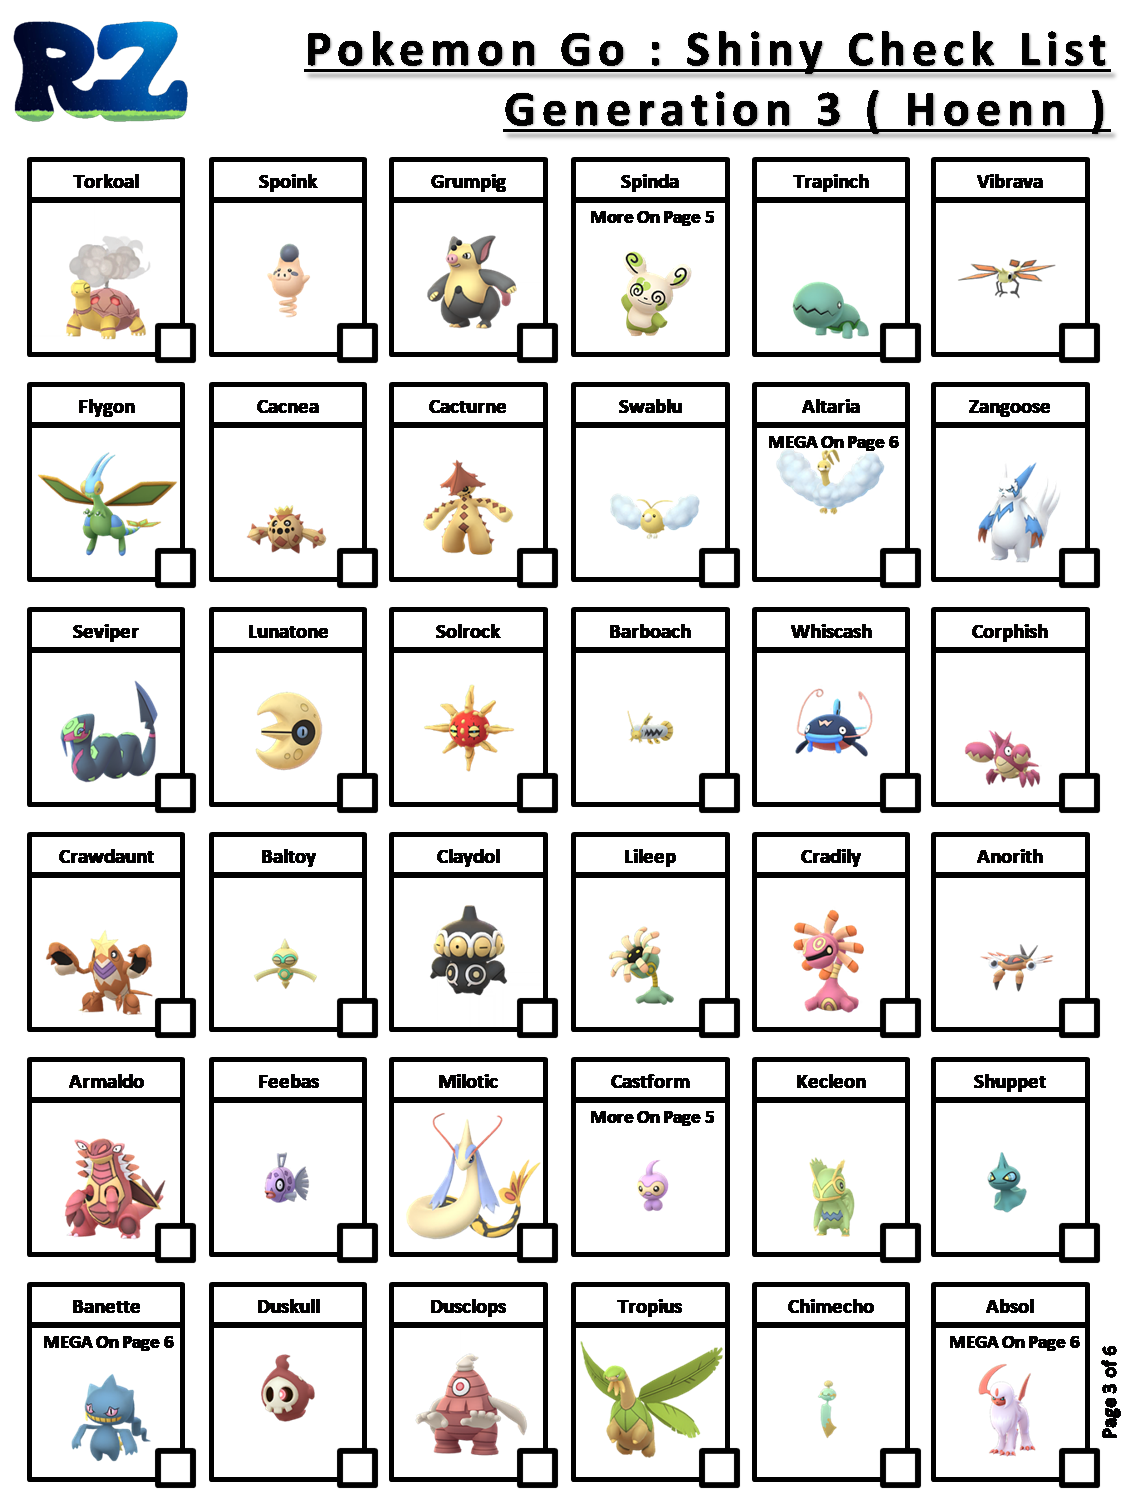 RZ
Pokemon Go : Shiny Check List
Generation 3 ( Hoenn )
Torkoal
Spoink
Grumpig
Spinda
More On Page 5
Trapinch
Vibrava
Flygon
Cacnea
Cacturne
Swablu
Altaria
MEGA On Page 6
Zangoose
Seviper
Lunatone
Solrock
Barboach
Whiscash
Corphish
Crawdaunt
Baltoy
Claydol
Lileep
Cradily
Anorith
Armaldo
Feebas
Milotic
Castform
More On Page 5
Kecleon
Shuppet
Banette
MEGA On Page 6
Duskull
Dusclops
Tropius
Chimecho
Absol
MEGA On Page 6
Page 3 of 6